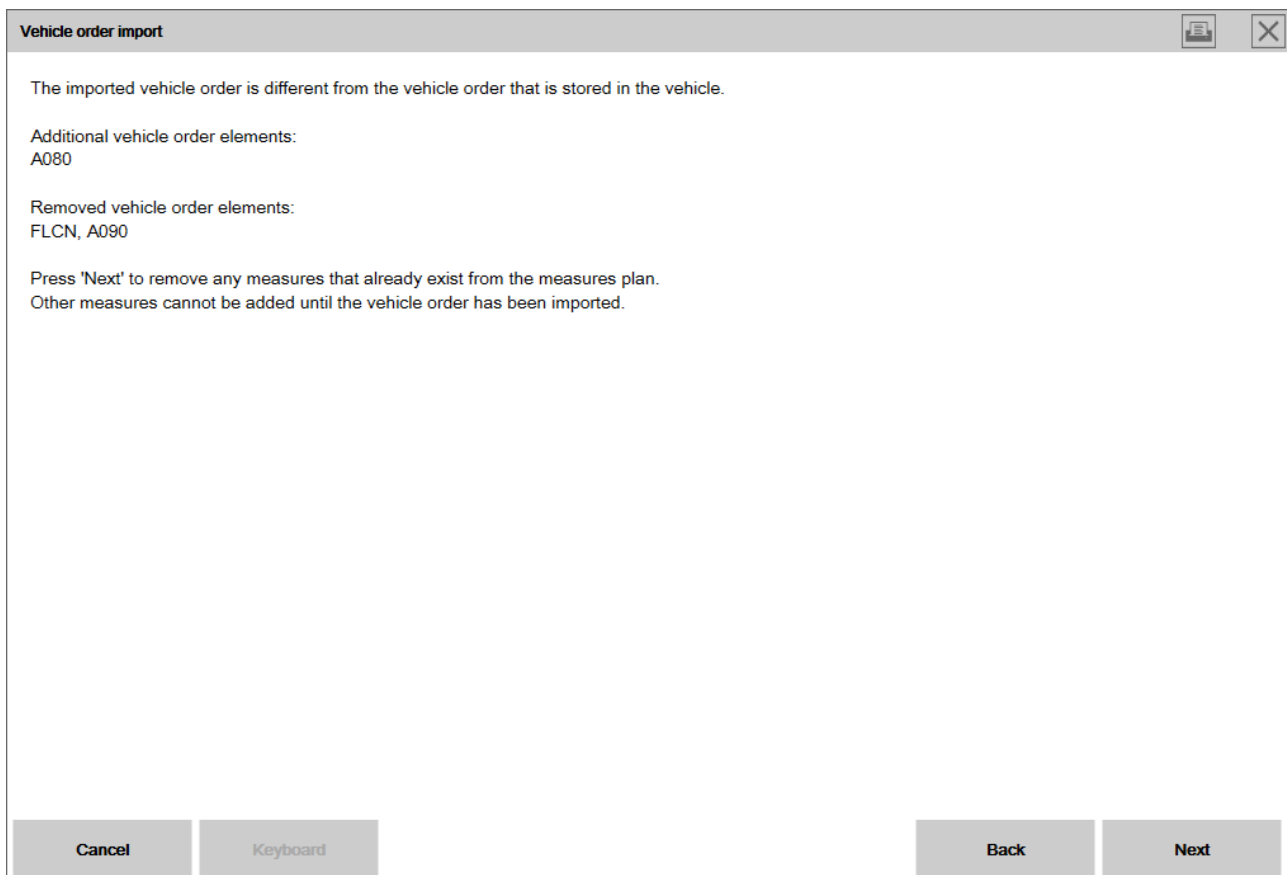 Vehicle order import
The imported vehicle order is different from the vehicle order that is stored in the vehicle.
Additional vehicle order elements:
A080
Removed vehicle order elements:
FLCN, A090
Press 'Next' to remove any measures that already exist from the measures plan.
Other measures cannot be added until the vehicle order has been imported.
Cancel
Keyboard
Back
Next